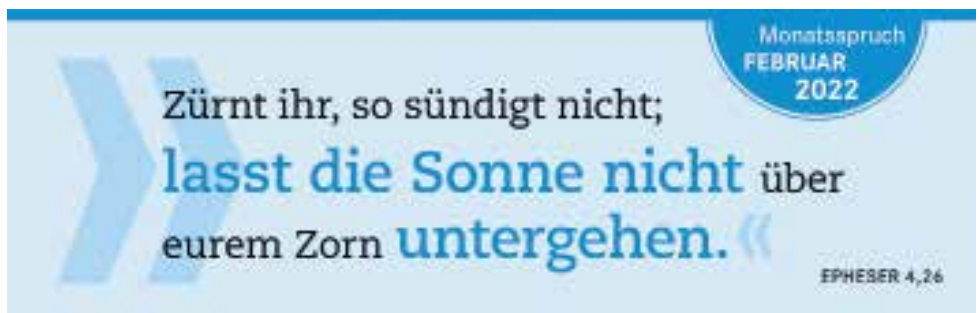 Monatsspruch
FEBRUAR
2022
» Zürnt ihr, so sündigt nicht;
lasst die Sonne nicht über
eurem Zorn untergehen. «
EPHESER 4,26